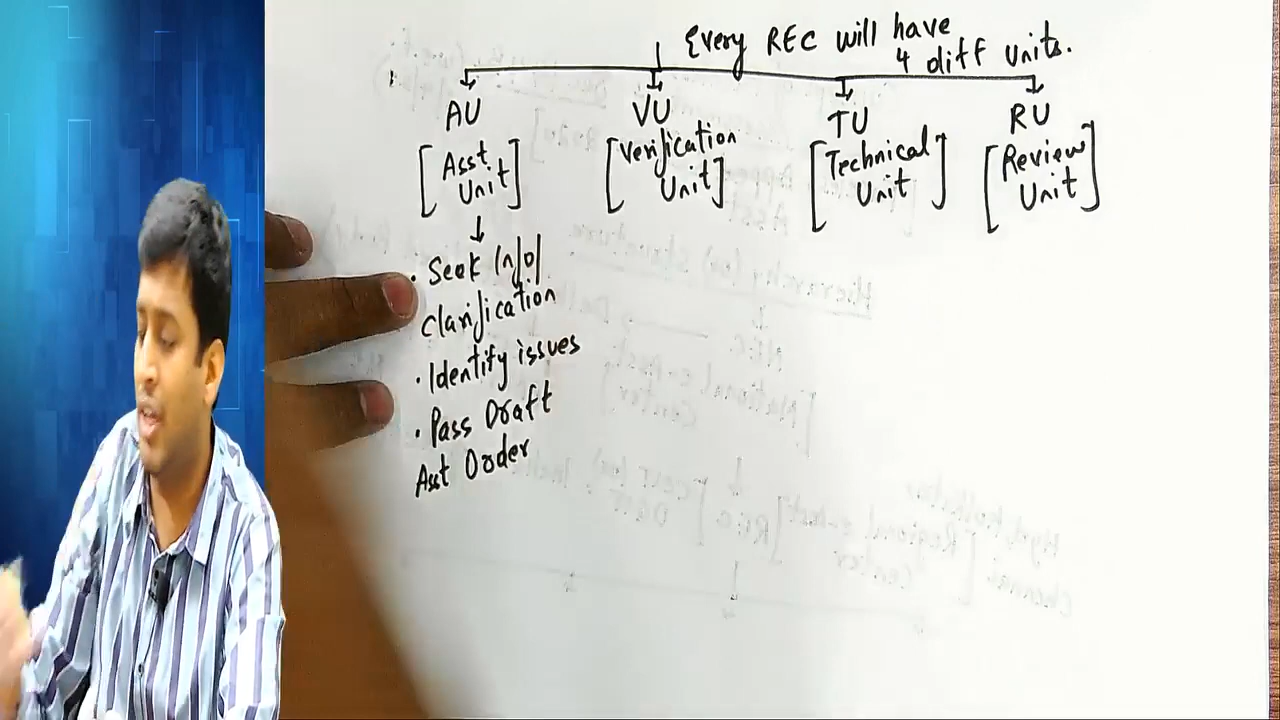 Every REC will have
4 diff units.
AU
[Asst
Unit]
VU
[Verification
Unit]
TU
[Technical
Unit]
RU
[Review
Unit]
• Seek Info/
Clarification
• Identify issues
• Pass Draft
Asst Order